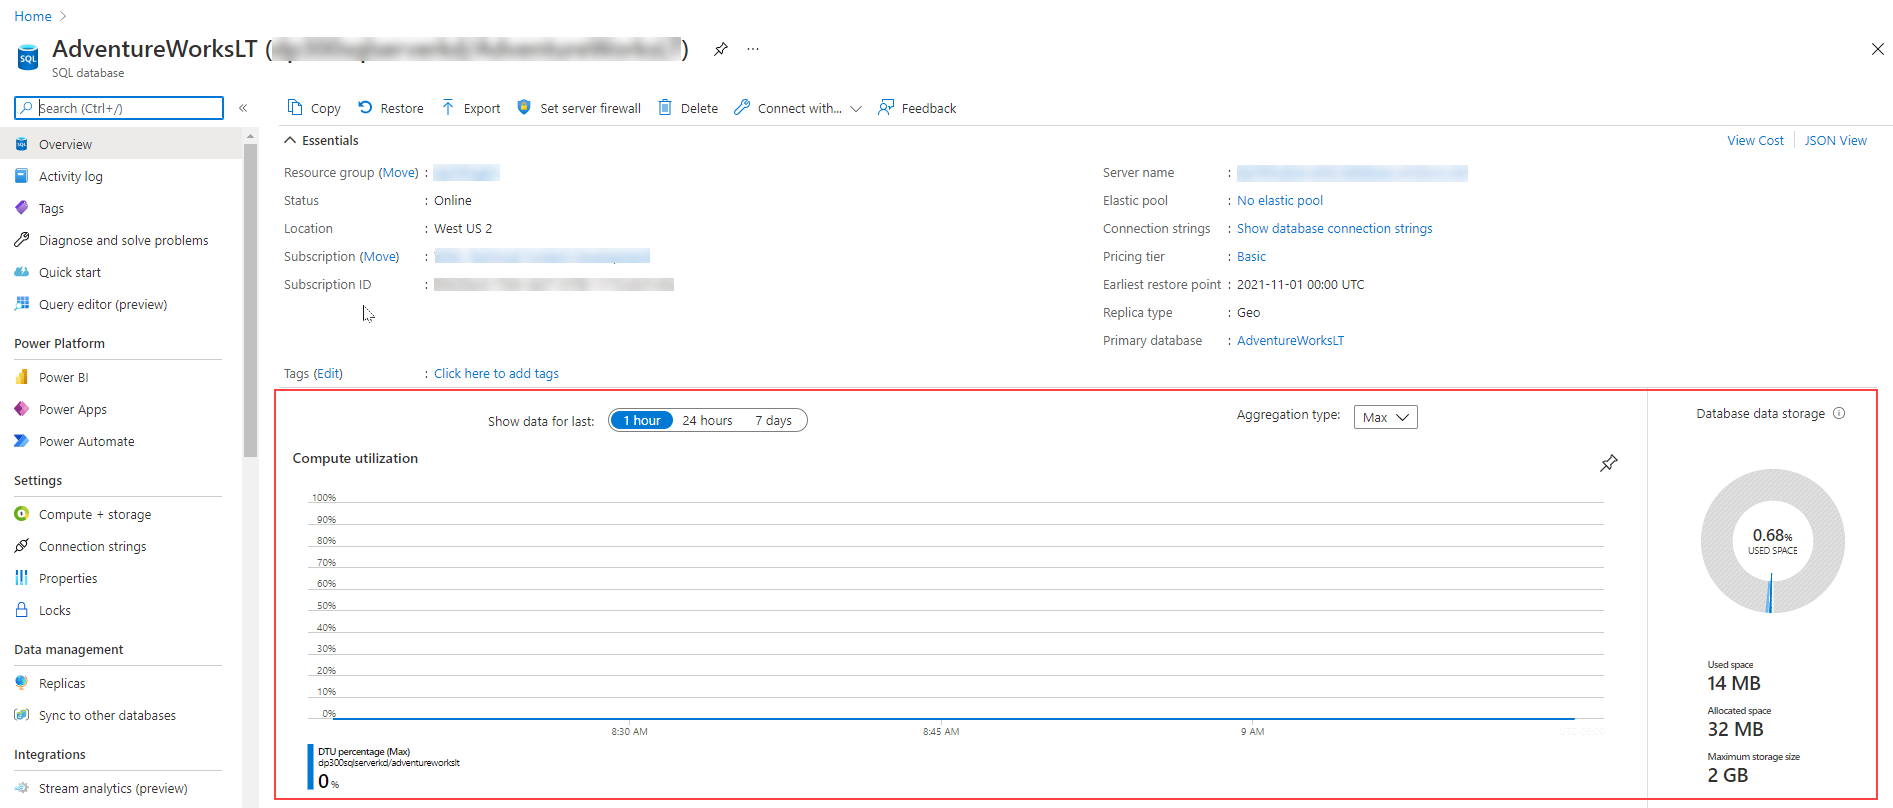 Home
AdventureWorksLT (dp300sqlserverkd/AdventureWorksLT)
SQL database
Search (Ctrl+/)
Copy
Restore
Export
Set server firewall
Delete
Connect with...
Feedback
Overview
Activity log
Tags
Diagnose and solve problems
Quick start
Query editor (preview)
Power Platform
Power BI
Power Apps
Power Automate
Settings
Compute + storage
Connection strings
Properties
Locks
Data management
Replicas
Sync to other databases
Integrations
Stream analytics (preview)
Essentials
View Cost
JSON View
Resource group (Move) :
Status : Online
Location : West US 2
Subscription (Move) :
Subscription ID :
Server name :
Elastic pool : No elastic pool
Connection strings : Show database connection strings
Pricing tier : Basic
Earliest restore point : 2021-11-01 00:00 UTC
Replica type : Geo
Primary database : AdventureWorksLT
Tags (Edit) : Click here to add tags
Show data for last: 1 hour 24 hours 7 days
Aggregation type: Max
Compute utilization
100%
90%
80%
70%
60%
50%
40%
30%
20%
10%
0%
8:30 AM 8:45 AM 9 AM UTC-08:00
DTU percentage (Max)
dp300sqlserverkd/adventureworkslt
0 %
Database data storage
0.68%
USED SPACE
Used space
14 MB
Allocated space
32 MB
Maximum storage size
2 GB